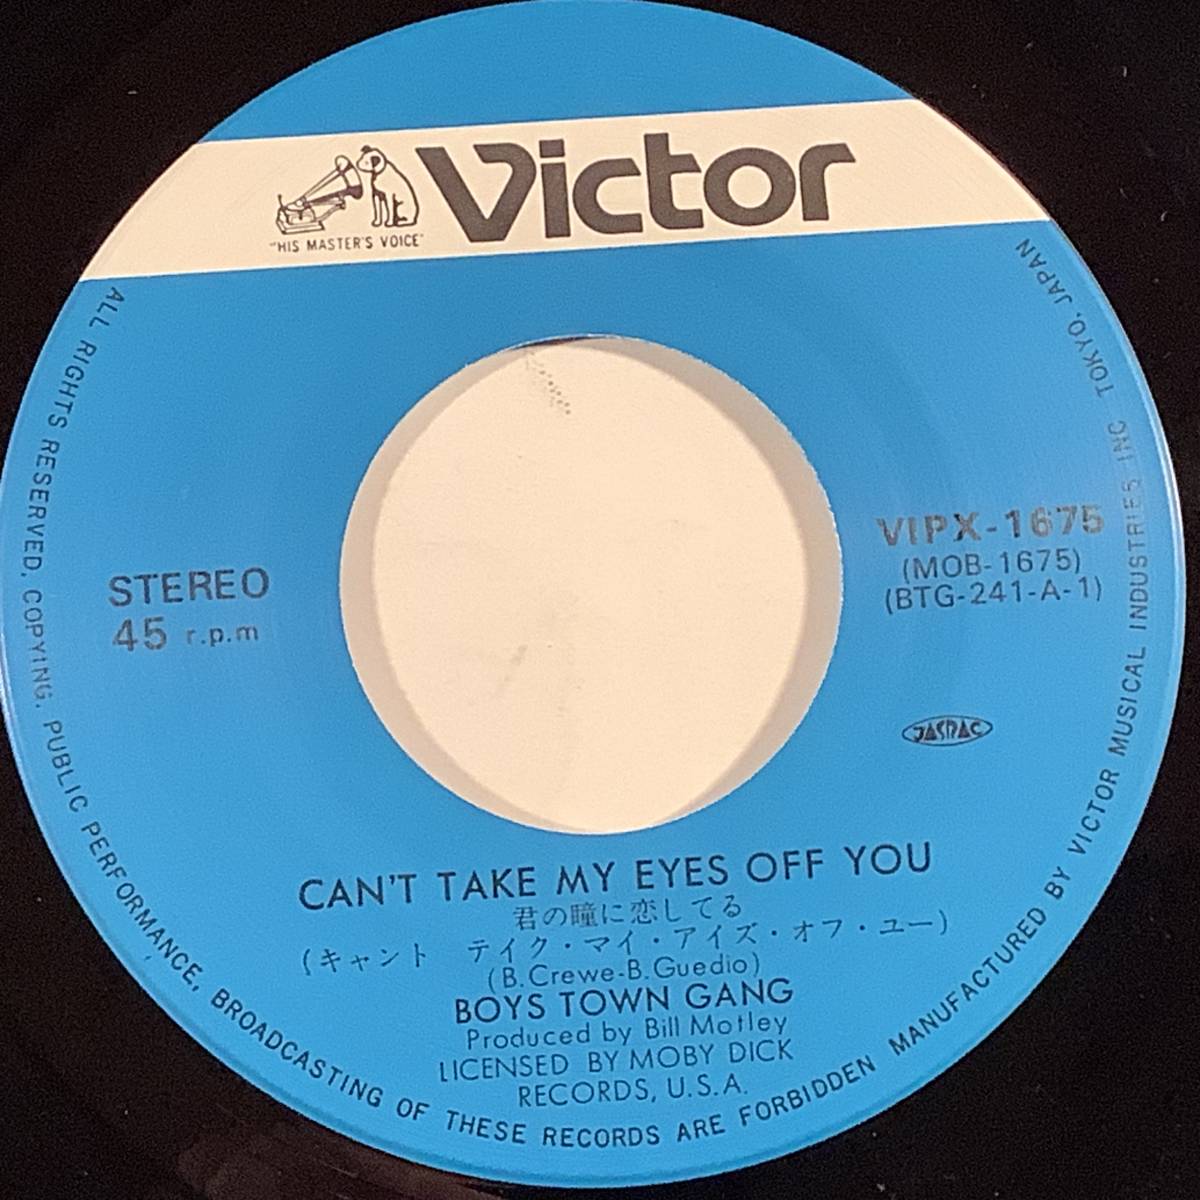 Victor
"HIS MASTER'S VOICE"
STEREO
45 r.p.m
VIPX-1675
(MOB-1675)
(BTG-241-A-1)
JASRAC
CAN'T TAKE MY EYES OFF YOU
君の瞳に恋してる
(キャント テイク・マイ・アイズ・オフ・ユー)
(B.Crewe-B.Guedio)
BOYS TOWN GANG
Produced by Bill Motley
LICENSED BY MOBY DICK
RECORDS, U.S.A.
ALL RIGHTS RESERVED, COPYING, PUBLIC PERFORMANCE, BROADCASTING OF THESE RECORDS ARE FORBIDDEN MANUFACTURED BY VICTOR MUSICAL INDUSTRIES INC TOKYO, JAPAN